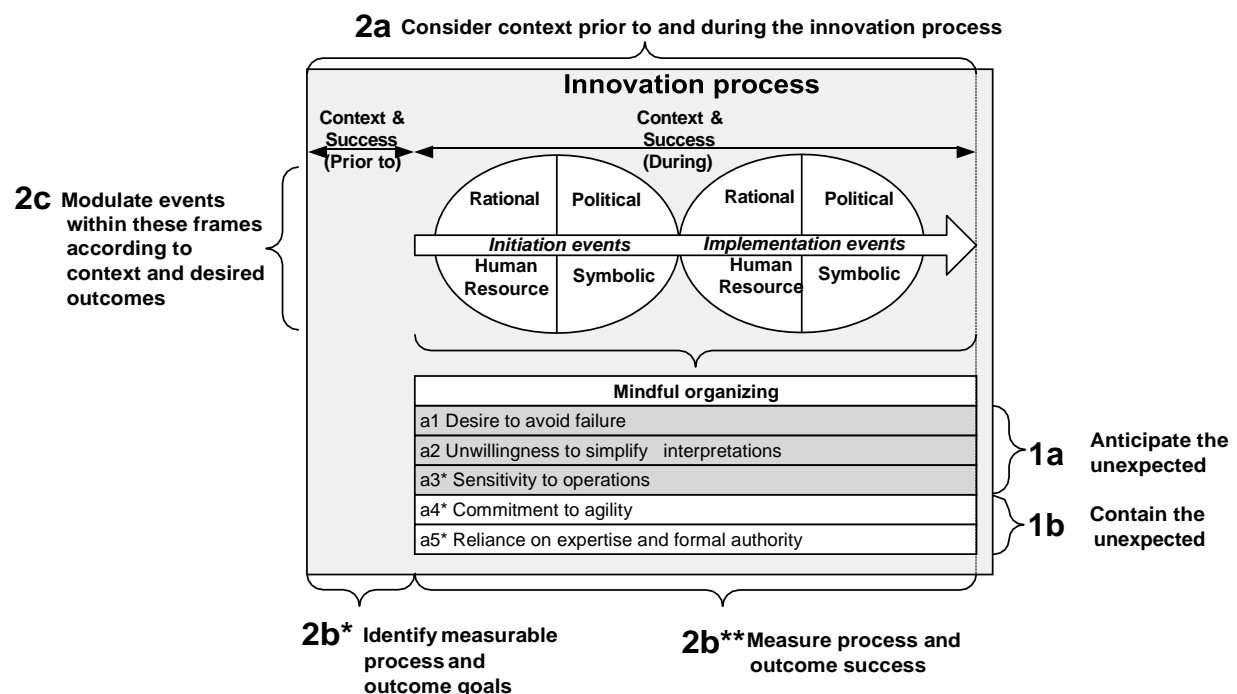 2a Consider context prior to and during the innovation process
Innovation process
Context &
Success
(Prior to)
Context &
Success
(During)
2c Modulate events
within these frames
according to
context and desired
outcomes
Rational
Political
Rational
Political
Initiation events
Implementation events
Human
Resource
Symbolic
Human
Resource
Symbolic
Mindful organizing
a1 Desire to avoid failure
a2 Unwillingness to simplify interpretations
a3* Sensitivity to operations
a4* Commitment to agility
a5* Reliance on expertise and formal authority
1a Anticipate the
unexpected
1b Contain the
unexpected
2b* Identify measurable
process and
outcome goals
2b** Measure process and
outcome success